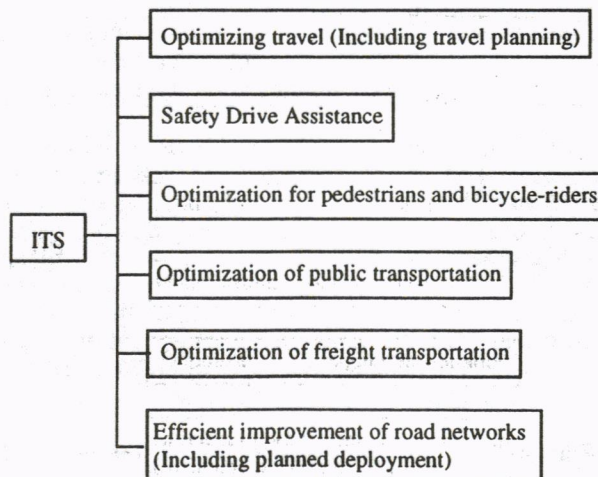 Optimizing travel (Including travel planning)
Safety Drive Assistance
Optimization for pedestrians and bicycle-riders
ITS
Optimization of public transportation
Optimization of freight transportation
Efficient improvement of road networks
(Including planned deployment)